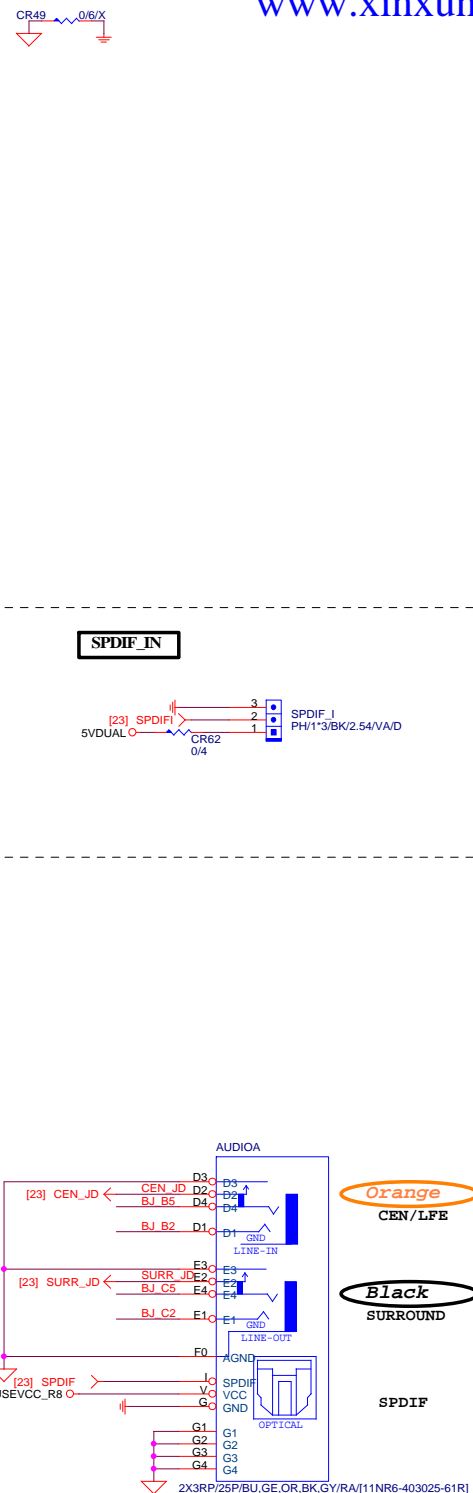 www.xinxun
CR49 0/6/X
SPDIF_IN
3
[23] SPDIFI 2 SPDIF_I
5VDUAL 1 PH/1*3/BK/2.54/VA/D
CR62
0/4
AUDIOA
D3 D3
[23] CEN_JD CEN_JD D2 D2 Orange
BJ_B5 D4 D4
CEN/LFE
BJ_B2 D1 D1
GND
LINE-IN
E3 E3
[23] SURR_JD SURR_JD E2 E2
BJ_C5 E4 E4 Black
SURROUND
BJ_C2 E1 E1
GND
LINE-OUT
F0 AGND
[23] SPDIF I SPDIF
USEVCC_R8 V VCC
G GND SPDIF
OPTICAL
G1 G1
G2 G2
G3 G3
G4 G4
2X3RP/25P/BU,GE,OR,BK,GY/RA/[11NR6-403025-61R]